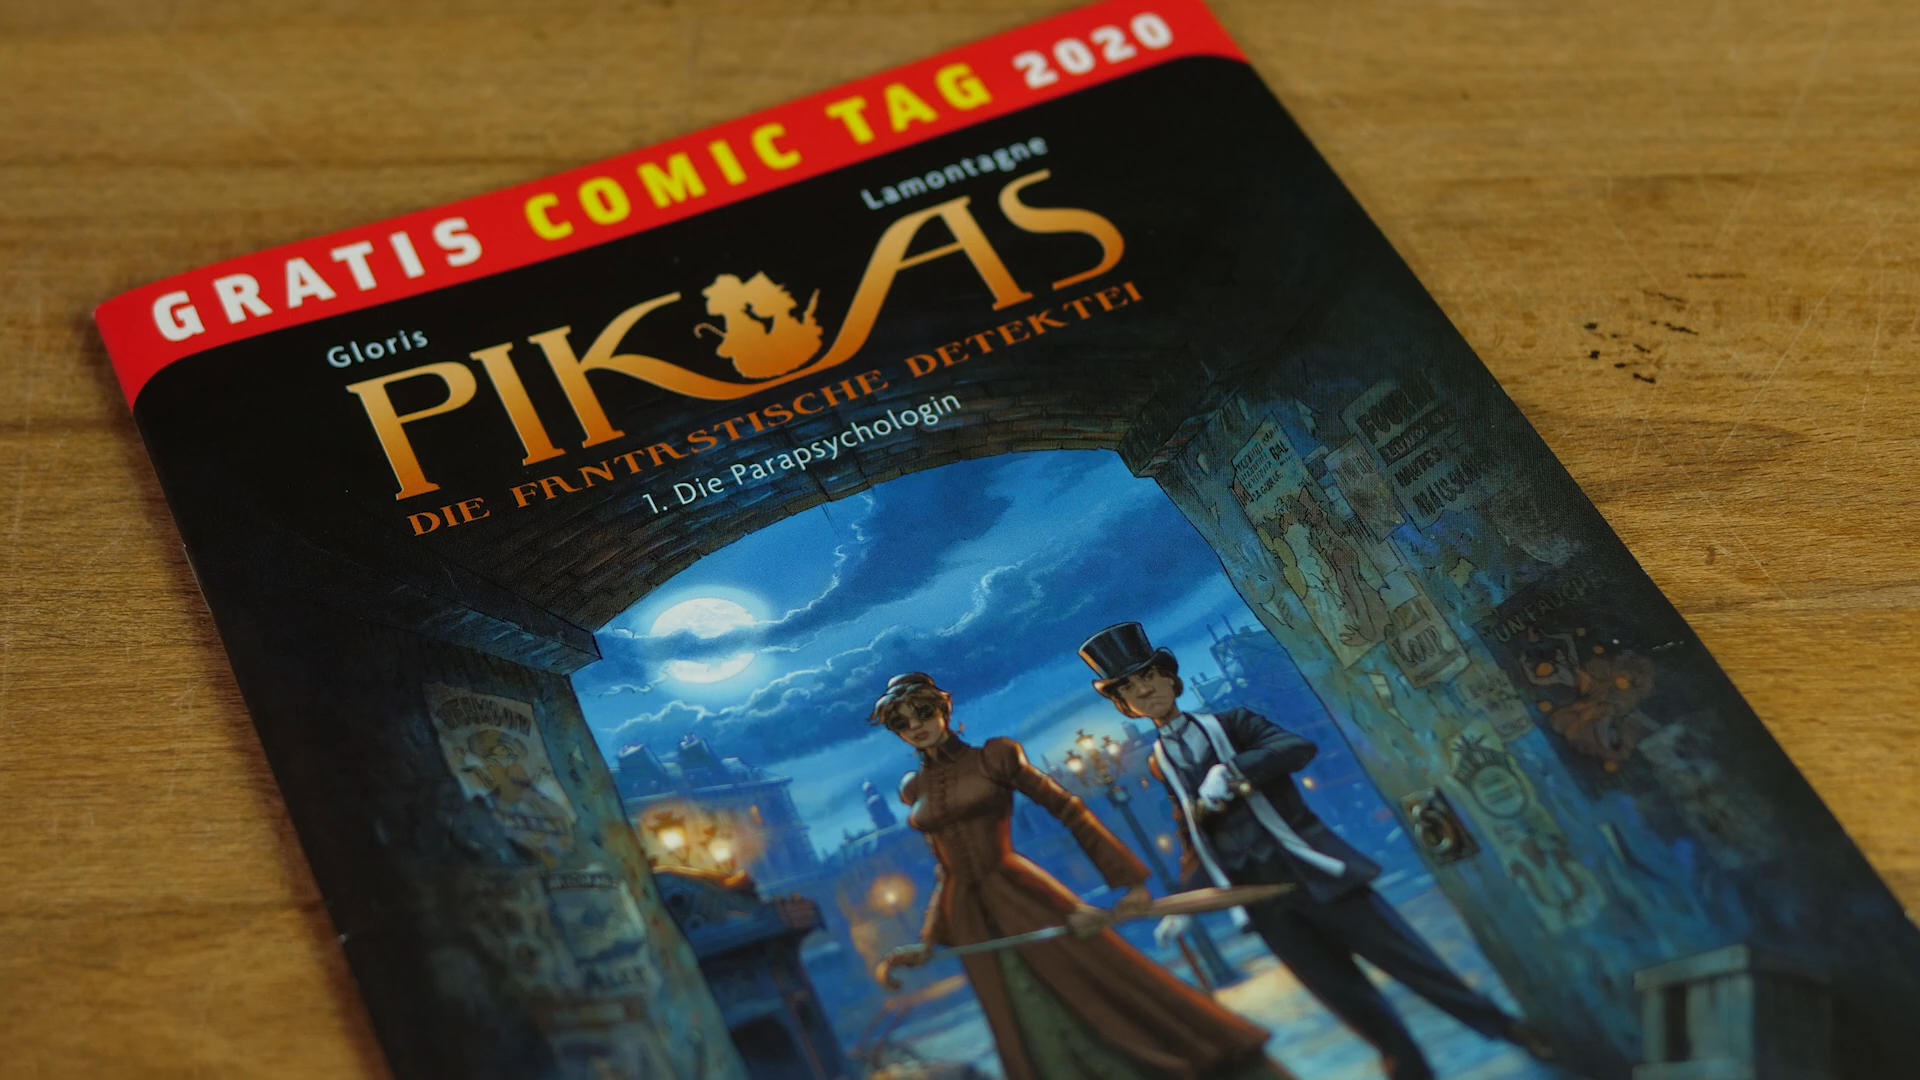 GRATIS COMIC TAG 2020
Gloris
Lamontagne
PIK AS
DIE FANTASTISCHE DETEKTEI
1. Die Parapsychologin